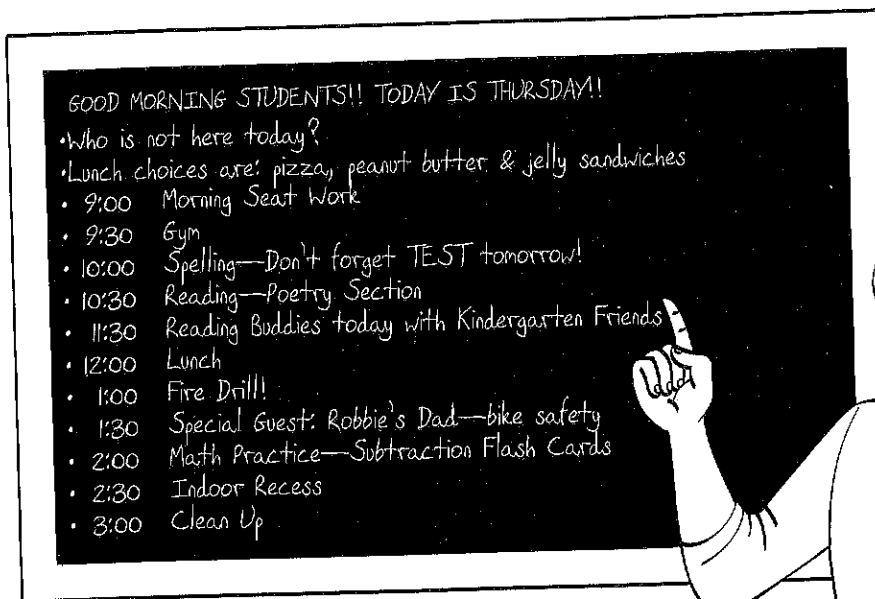 GOOD MORNING STUDENTS!! TODAY IS THURSDAY!!
•Who is not here today?
•Lunch choices are: pizza, peanut butter & jelly sandwiches
• 9:00 Morning Seat Work
• 9:30 Gym
• 10:00 Spelling—Don't forget TEST tomorrow!
• 10:30 Reading—Poetry Section
• 11:30 Reading Buddies today with Kindergarten Friends
• 12:00 Lunch
• 1:00 Fire Drill!
• 1:30 Special Guest: Robbie's Dad—bike safety
• 2:00 Math Practice—Subtraction Flash Cards
• 2:30 Indoor Recess
• 3:00 Clean Up